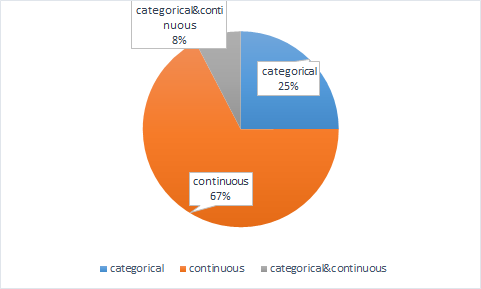 categorical&conti
nuous
8%
categorical
25%
continuous
67%
categorical continuous categorical&continuous